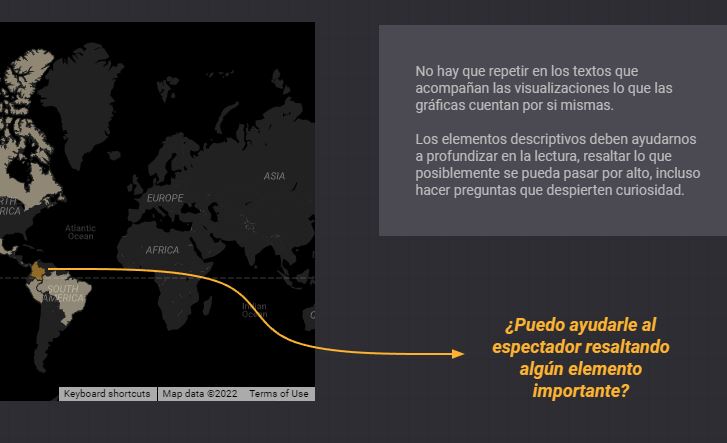 No hay que repetir en los textos que
acompañan las visualizaciones lo que las
gráficas cuentan por si mismas.
Los elementos descriptivos deben ayudarnos
a profundizar en la lectura, resaltar lo que
posiblemente se pueda pasar por alto, incluso
hacer preguntas que despierten curiosidad.
ASIA
EUROPE
RTH
RICA
Atlantic
Ocean
AFRICA
SOUTH
AMERICA
Indian
Ocean
O
¿Puedo ayudarle al
espectador resaltando
algún elemento
importante?
Keyboard shortcuts
Map data ©2022
Terms of Use